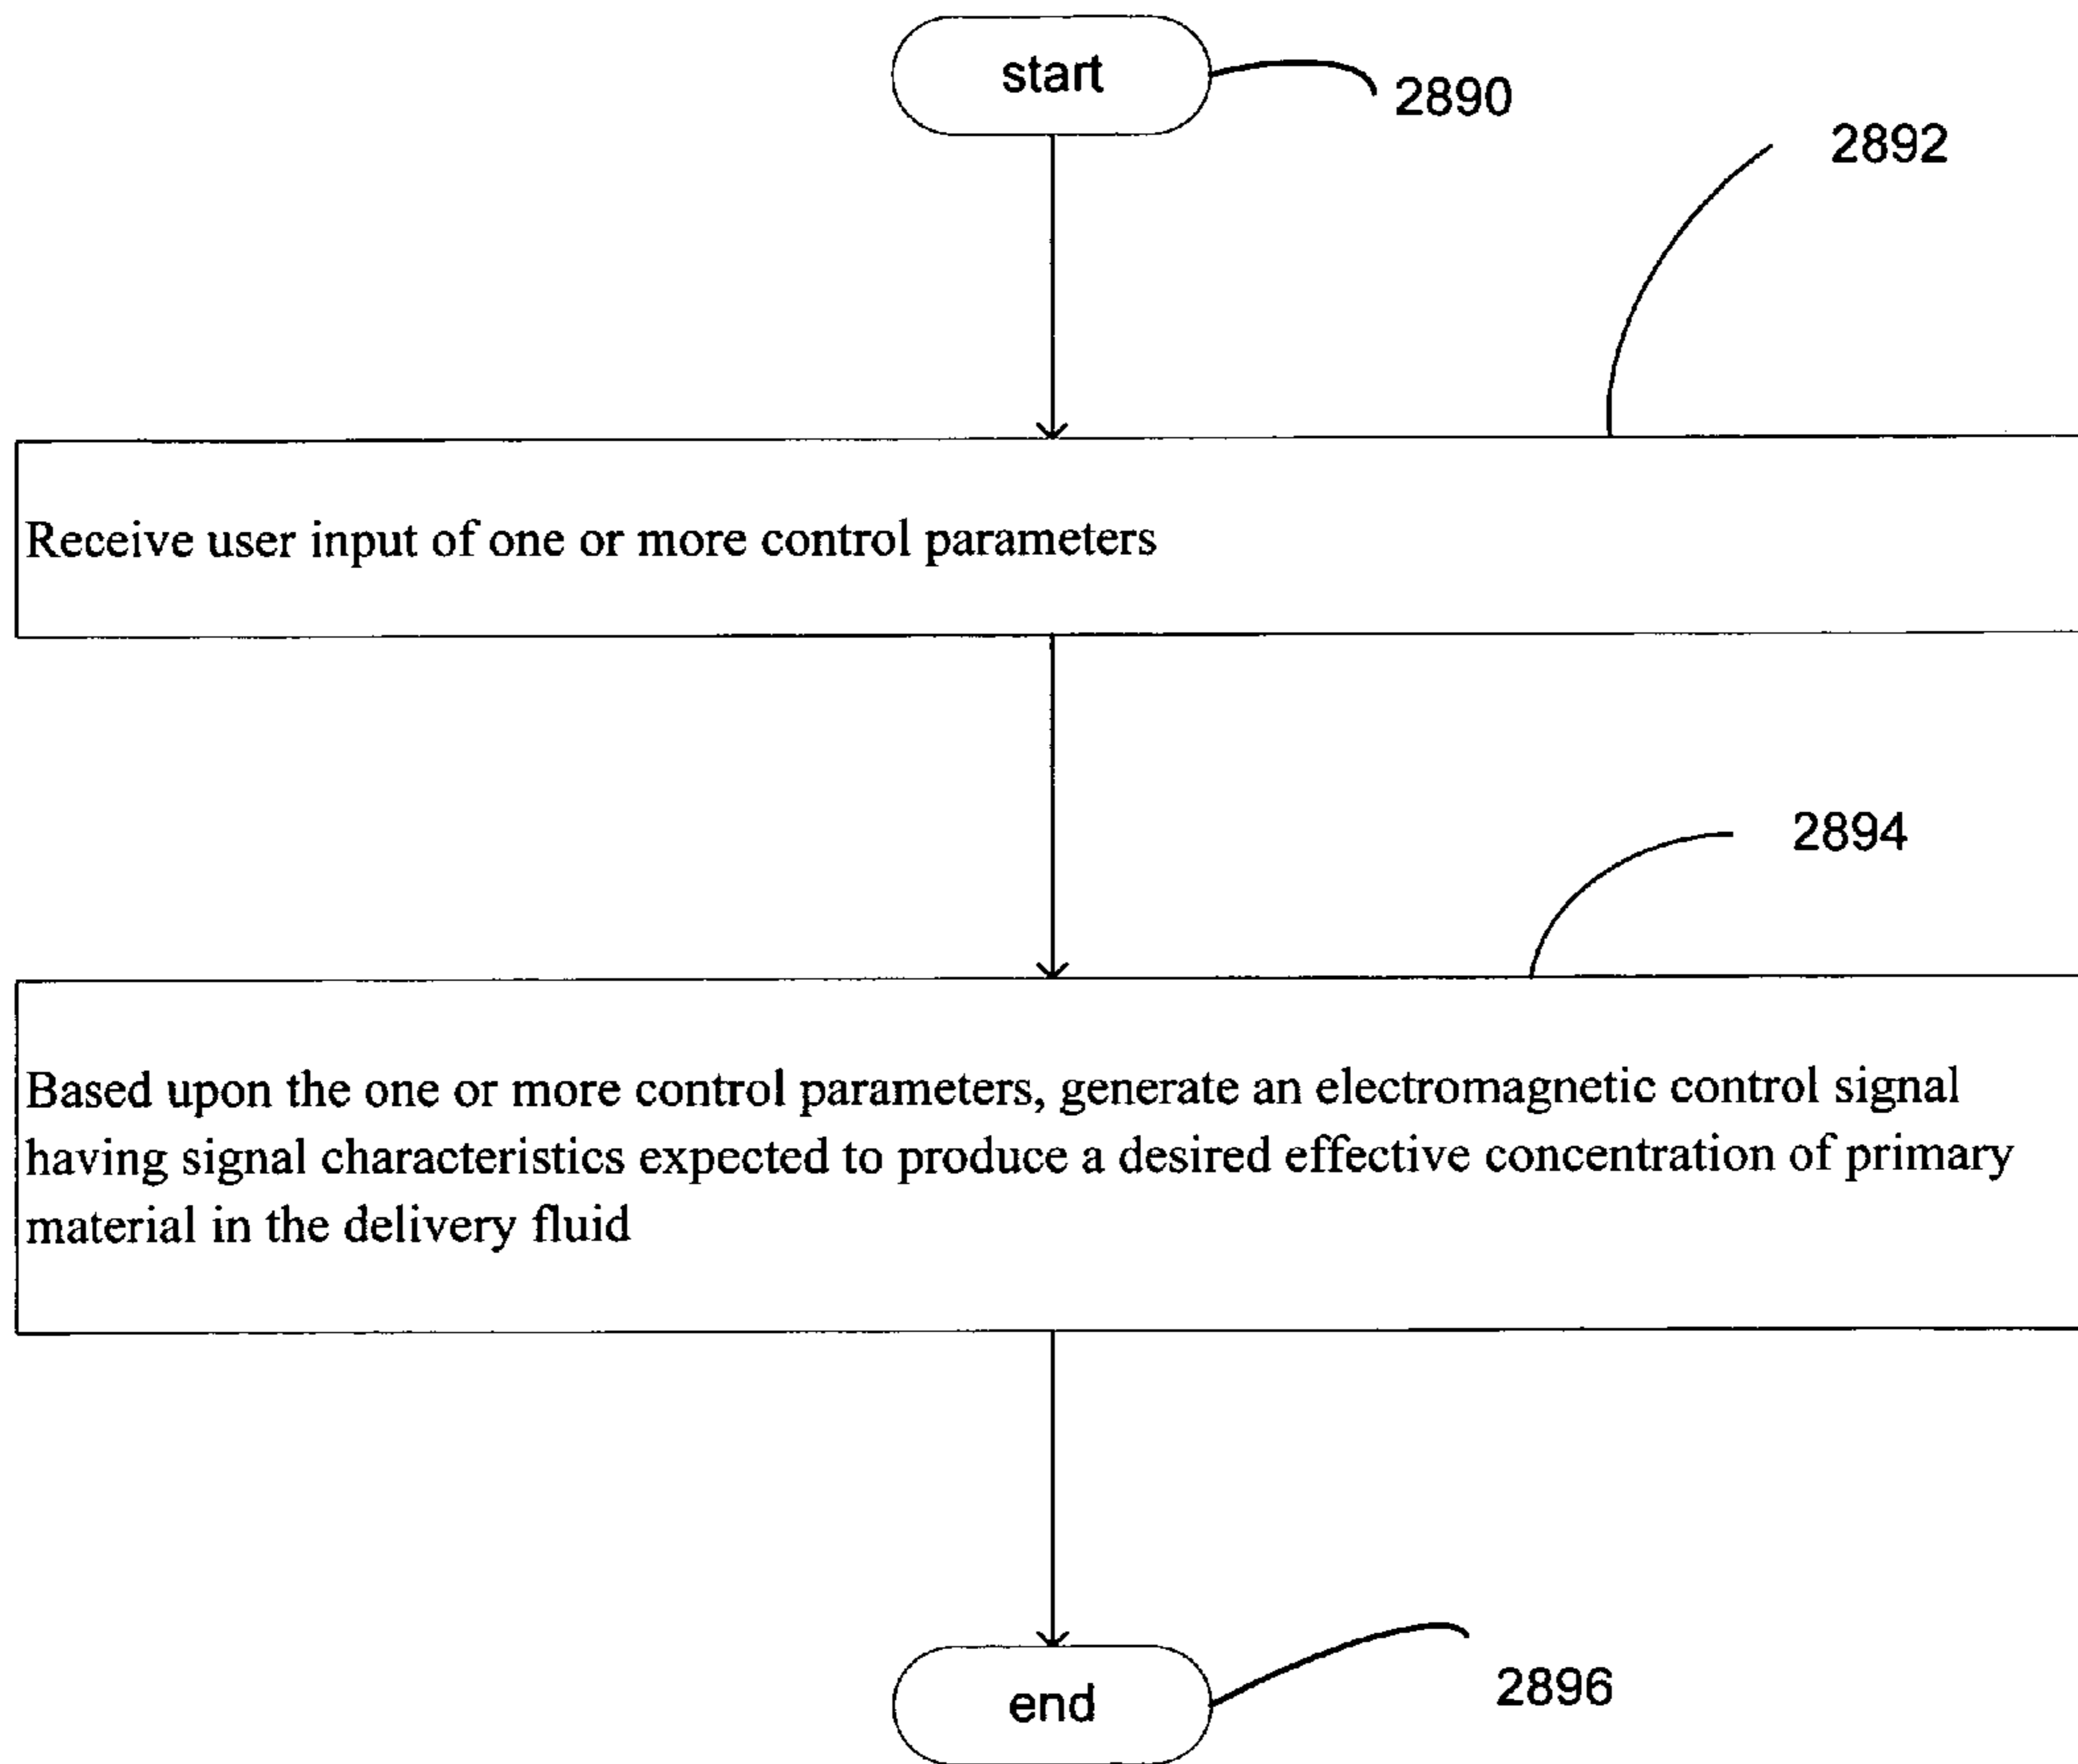 start
2890
2892
Receive user input of one or more control parameters
2894
Based upon the one or more control parameters, generate an electromagnetic control signal
having signal characteristics expected to produce a desired effective concentration of primary
material in the delivery fluid
end
2896